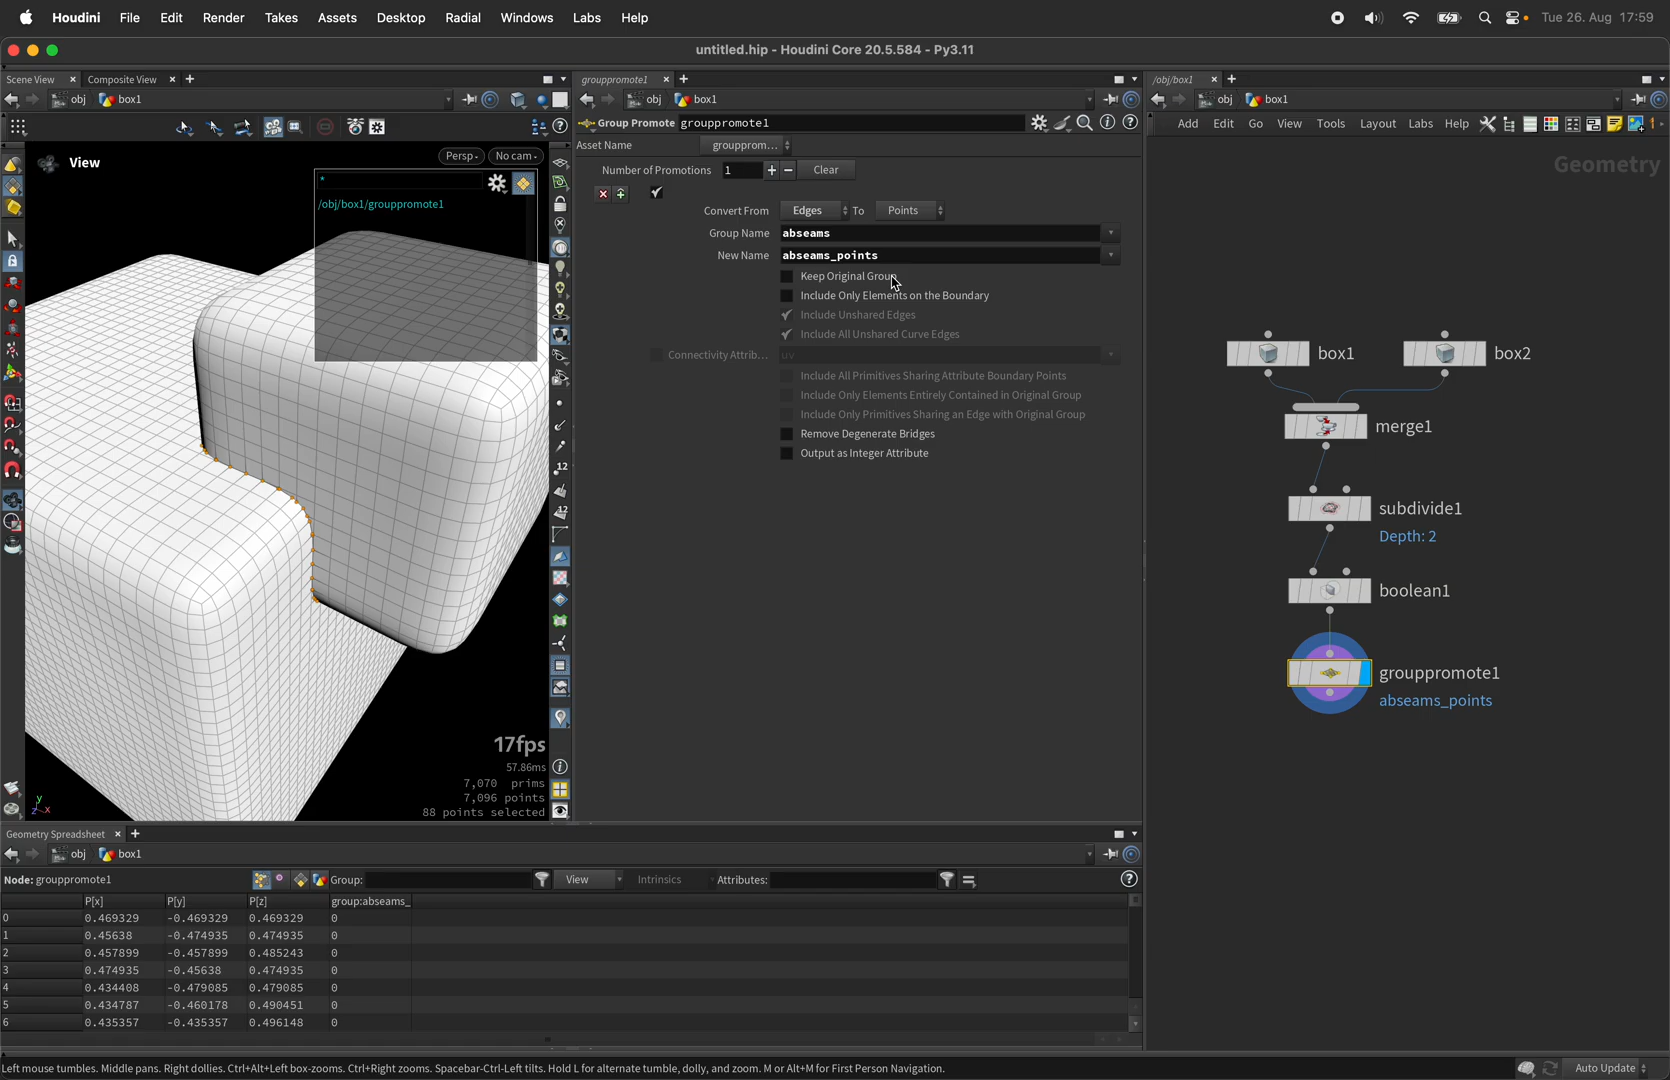 Houdini File Edit Render Takes Assets Desktop Radial Windows Labs Help Tue 26. Aug 17:59
untitled.hip - Houdini Core 20.5.584 - Py3.11
Scene View × Composite View × +
obj box1
View
Persp No cam
*
/obj/box1/grouppromote1
17fps
57.86ms
7,070 prims
7,096 points
88 points selected
y
z x
12
12
grouppromote1 × +
obj box1
Group Promote grouppromote1
Asset Name grouppprom...
Number of Promotions 1 + − Clear
Convert From Edges To Points
Group Name abseams
New Name abseams_points
Keep Original Group
Include Only Elements on the Boundary
Include Unshared Edges
Include All Unshared Curve Edges
Connectivity Attrib... uv
Include All Primitives Sharing Attribute Boundary Points
Include Only Elements Entirely Contained in Original Group
Include Only Primitives Sharing an Edge with Original Group
Remove Degenerate Bridges
Output as Integer Attribute
/obj/box1 × +
obj box1
Add Edit Go View Tools Layout Labs Help
Geometry
box1 box2
merge1
subdivide1
Depth: 2
boolean1
grouppromote1
abseams_points
Geometry Spreadsheet × +
obj box1
Node: grouppromote1 Group: View Intrinsics Attributes:
P[x] P[y] P[z] group:abseams_
0 0.469329 -0.469329 0.469329 0
1 0.45638 -0.474935 0.474935 0
2 0.457899 -0.457899 0.485243 0
3 0.474935 -0.45638 0.474935 0
4 0.434408 -0.479085 0.479085 0
5 0.434787 -0.460178 0.490451 0
6 0.435357 -0.435357 0.496148 0
Left mouse tumbles. Middle pans. Right dollies. Ctrl+Alt+Left box-zooms. Ctrl+Right zooms. Spacebar-Ctrl-Left tilts. Hold L for alternate tumble, dolly, and zoom. M or Alt+M for First Person Navigation.
Auto Update